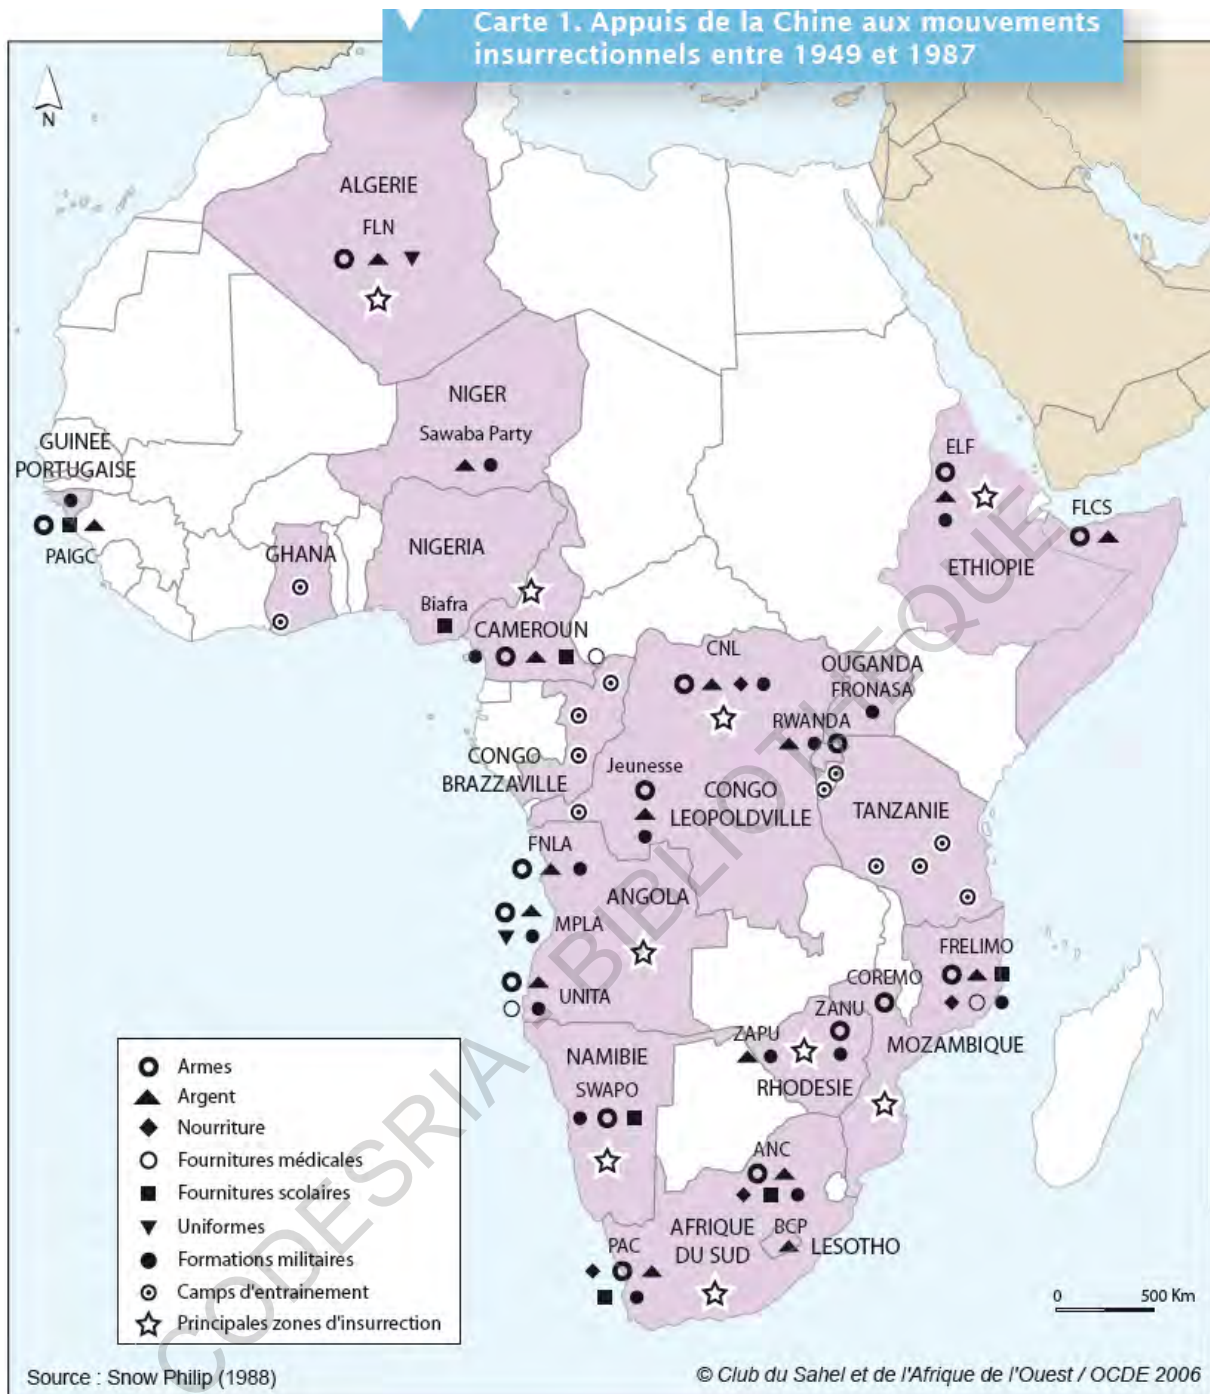 Carte 1. Appuis de la Chine aux mouvements
insurrectionnels entre 1949 et 1987
N
ALGERIE
FLN
NIGER
Sawaba Party
GUINEE
PORTUGAISE
PAIGC
GHANA
NIGERIA
Biafra
CAMEROUN
ELF
FLCS
ETHIOPIE
CNL
OUGANDA
FRONASA
RWANDA
CONGO
BRAZZAVILLE
Jeunesse
CONGO
LEOPOLDVILLE
TANZANIE
FNLA
ANGOLA
MPLA
UNITA
FRELIMO
COREMO
ZANU
ZAPU
MOZAMBIQUE
RHODESIE
NAMIBIE
SWAPO
ANC
AFRIQUE
DU SUD
BCP
LESOTHO
PAC
Armes
Argent
Nourriture
Fournitures médicales
Fournitures scolaires
Uniformes
Formations militaires
Camps d'entrainement
Principales zones d'insurrection
0 500 Km
Source : Snow Philip (1988)
© Club du Sahel et de l'Afrique de l'Ouest / OCDE 2006
CODESRIA - BIBLIOTHEQUE